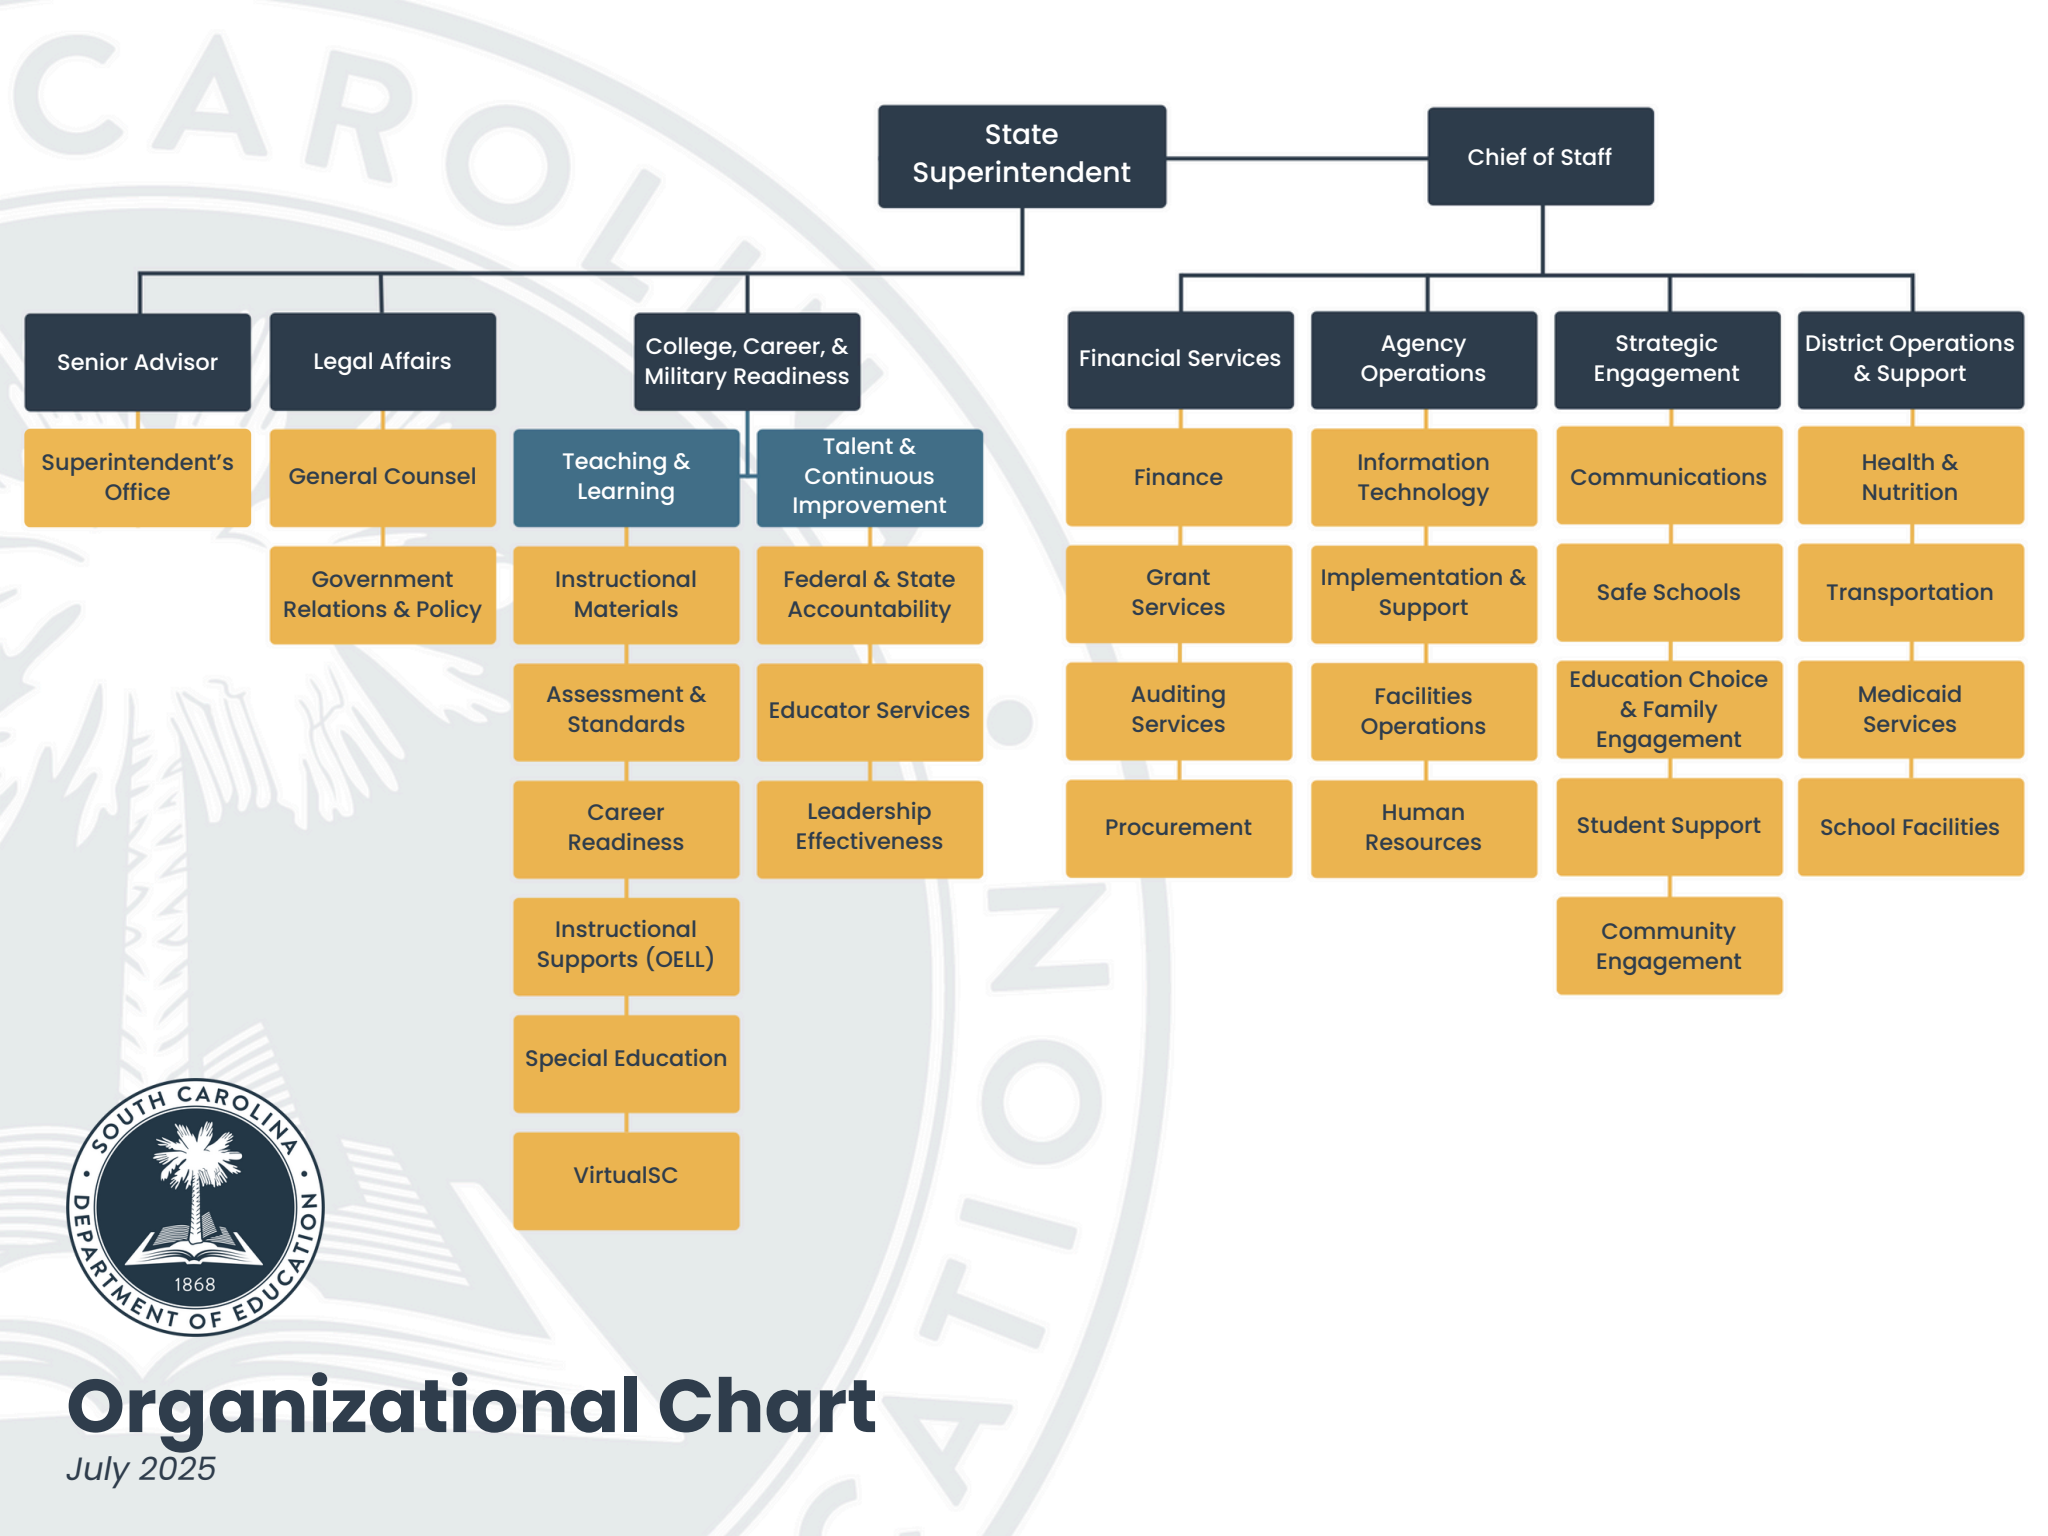 State
Superintendent
Chief of Staff
Senior Advisor
Legal Affairs
College, Career, &
Military Readiness
Financial Services
Agency
Operations
Strategic
Engagement
District Operations
& Support
Superintendent’s
Office
General Counsel
Government
Relations & Policy
Teaching &
Learning
Instructional
Materials
Assessment &
Standards
Career
Readiness
Instructional
Supports (OELL)
Special Education
VirtualSC
Talent &
Continuous
Improvement
Federal & State
Accountability
Educator Services
Leadership
Effectiveness
Finance
Grant
Services
Auditing
Services
Procurement
Information
Technology
Implementation &
Support
Facilities
Operations
Human
Resources
Communications
Safe Schools
Education Choice
& Family
Engagement
Student Support
Community
Engagement
Health &
Nutrition
Transportation
Medicaid
Services
School Facilities
SOUTH CAROLINA
DEPARTMENT OF EDUCATION
1868
Organizational Chart
July 2025